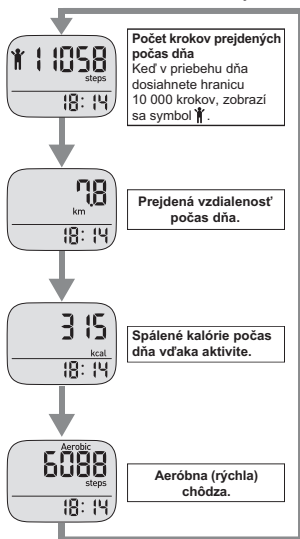 11058
steps
18:14
Počet krokov prejdených
počas dňa
Keď v priebehu dňa
dosiahnete hranicu
10 000 krokov, zobrazí
sa symbol .
7.8
km
18:14
Prejdená vzdialenosť
počas dňa.
315
kcal
18:14
Spálené kalórie počas
dňa vďaka aktivite.
Aerobic
6088
steps
18:14
Aeróbna (rýchla)
chôdza.